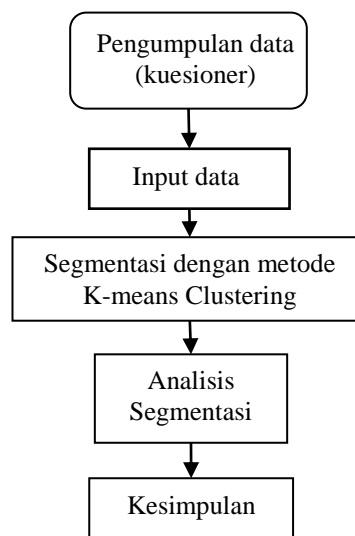 Pengumpulan data
(kuesioner)
Input data
Segmentasi dengan metode
K-means Clustering
Analisis
Segmentasi
Kesimpulan